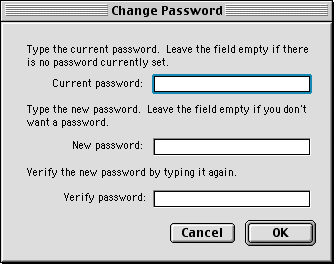 Change Password
Type the current password. Leave the field empty if there
is no password currently set.
Current password:
Type the new password. Leave the field empty if you don't
want a password.
New password:
Verify the new password by typing it again.
Verify password:
Cancel OK